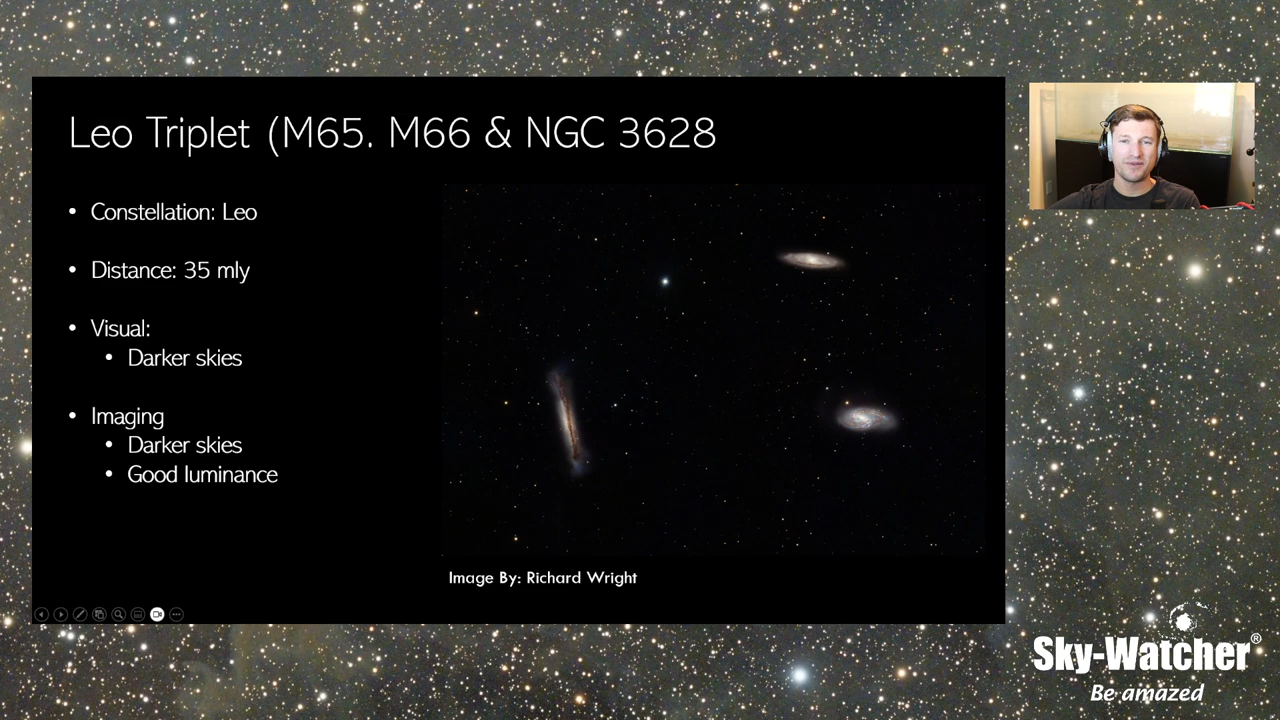 Leo Triplet (M65. M66 & NGC 3628
• Constellation: Leo
• Distance: 35 mly
• Visual:
• Darker skies
• Imaging
• Darker skies
• Good luminance
Image By: Richard Wright
Sky-Watcher®
Be amazed